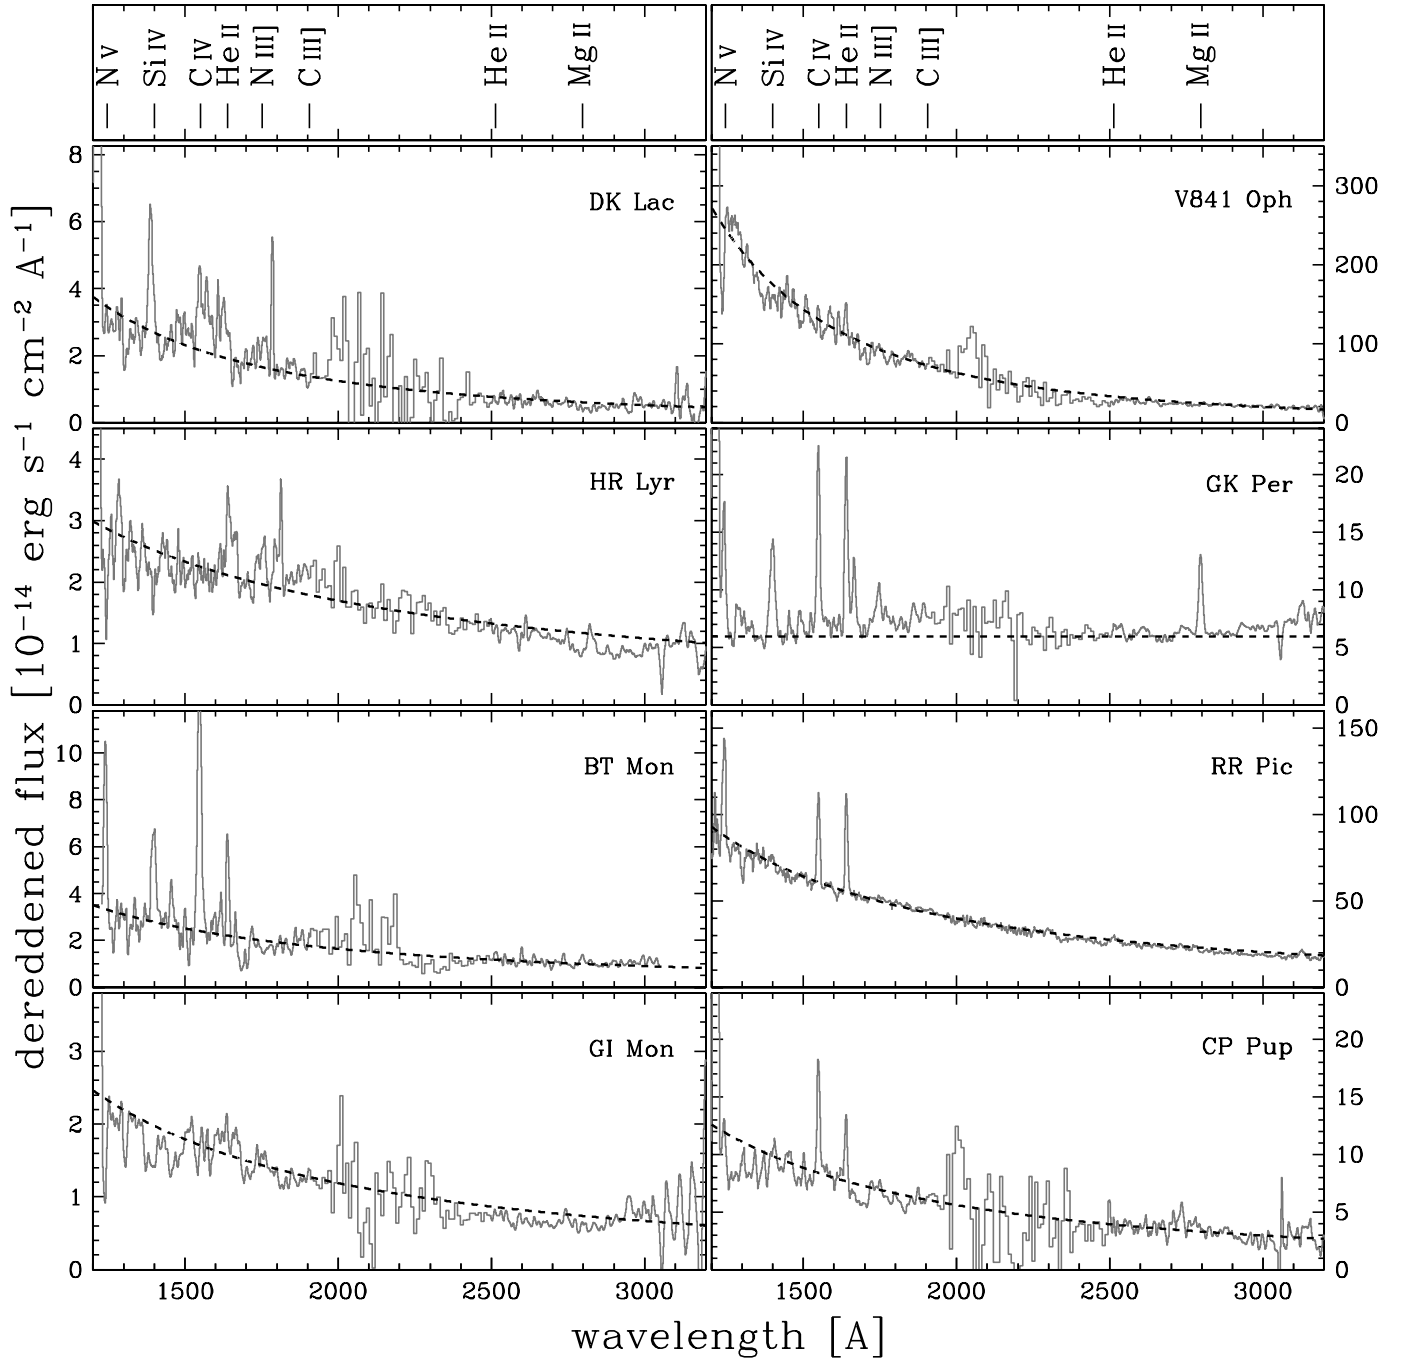 N V Si IV C IV He II N III] C III] He II Mg II
N V Si IV C IV He II N III] C III] He II Mg II
dereddened flux [10−14 erg s−1 cm−2 A−1]
DK Lac
8
6
4
2
0
V841 Oph
300
200
100
0
HR Lyr
4
3
2
1
0
GK Per
20
15
10
5
0
BT Mon
10
8
6
4
2
0
RR Pic
150
100
50
0
GI Mon
3
2
1
0
CP Pup
20
15
10
5
0
1500 2000 2500 3000 1500 2000 2500 3000
wavelength [A]